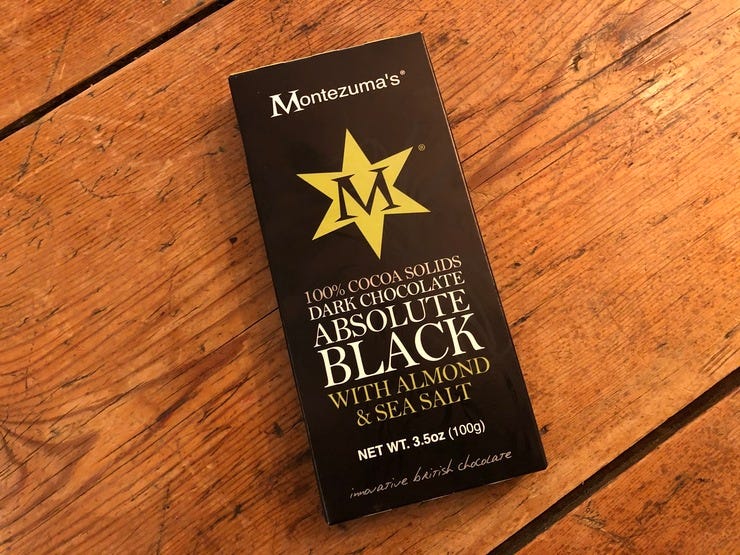 Montezuma's®
M®
100% COCOA SOLIDS
DARK CHOCOLATE
ABSOLUTE
BLACK
WITH ALMOND
& SEA SALT
NET WT. 3.5oz (100g)
innovative british chocolate